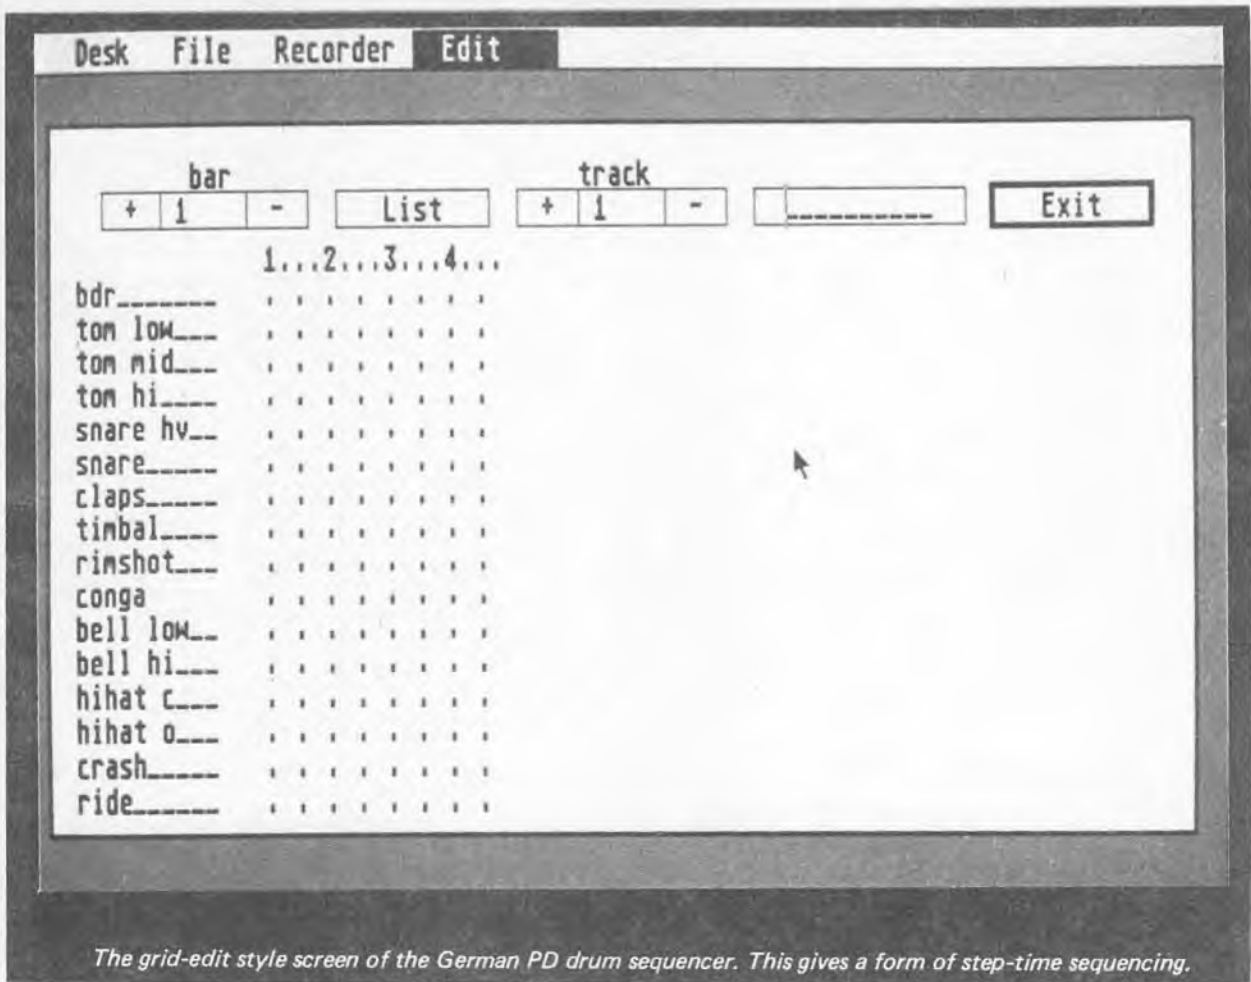 Desk File Recorder Edit
bar track
+ 1 - List + 1 - __________ Exit
1...2...3...4...
bdr_______ . . . . . . . .
tom low___ . . . . . . . .
tom mid___ . . . . . . . .
tom hi____ . . . . . . . .
snare hv__ . . . . . . . .
snare_____ . . . . . . . .
claps_____ . . . . . . . .
timbal____ . . . . . . . .
rimshot___ . . . . . . . .
conga . . . . . . . .
bell low__ . . . . . . . .
bell hi___ . . . . . . . .
hihat c___ . . . . . . . .
hihat o___ . . . . . . . .
crash_____ . . . . . . . .
ride______ . . . . . . . .
The grid-edit style screen of the German PD drum sequencer. This gives a form of step-time sequencing.